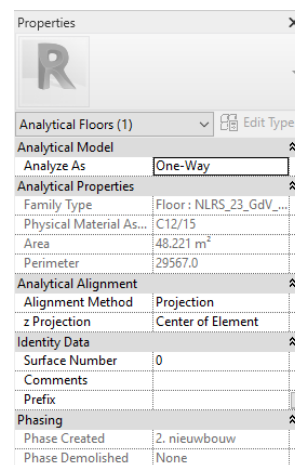 Properties
R
Analytical Floors (1) Edit Type
Analytical Model
Analyze As One-Way
Analytical Properties
Family Type Floor : NLRS_23_GdV_...
Physical Material As... C12/15
Area 48.221 m²
Perimeter 29567.0
Analytical Alignment
Alignment Method Projection
z Projection Center of Element
Identity Data
Surface Number 0
Comments
Prefix
Phasing
Phase Created 2. nieuwbouw
Phase Demolished None